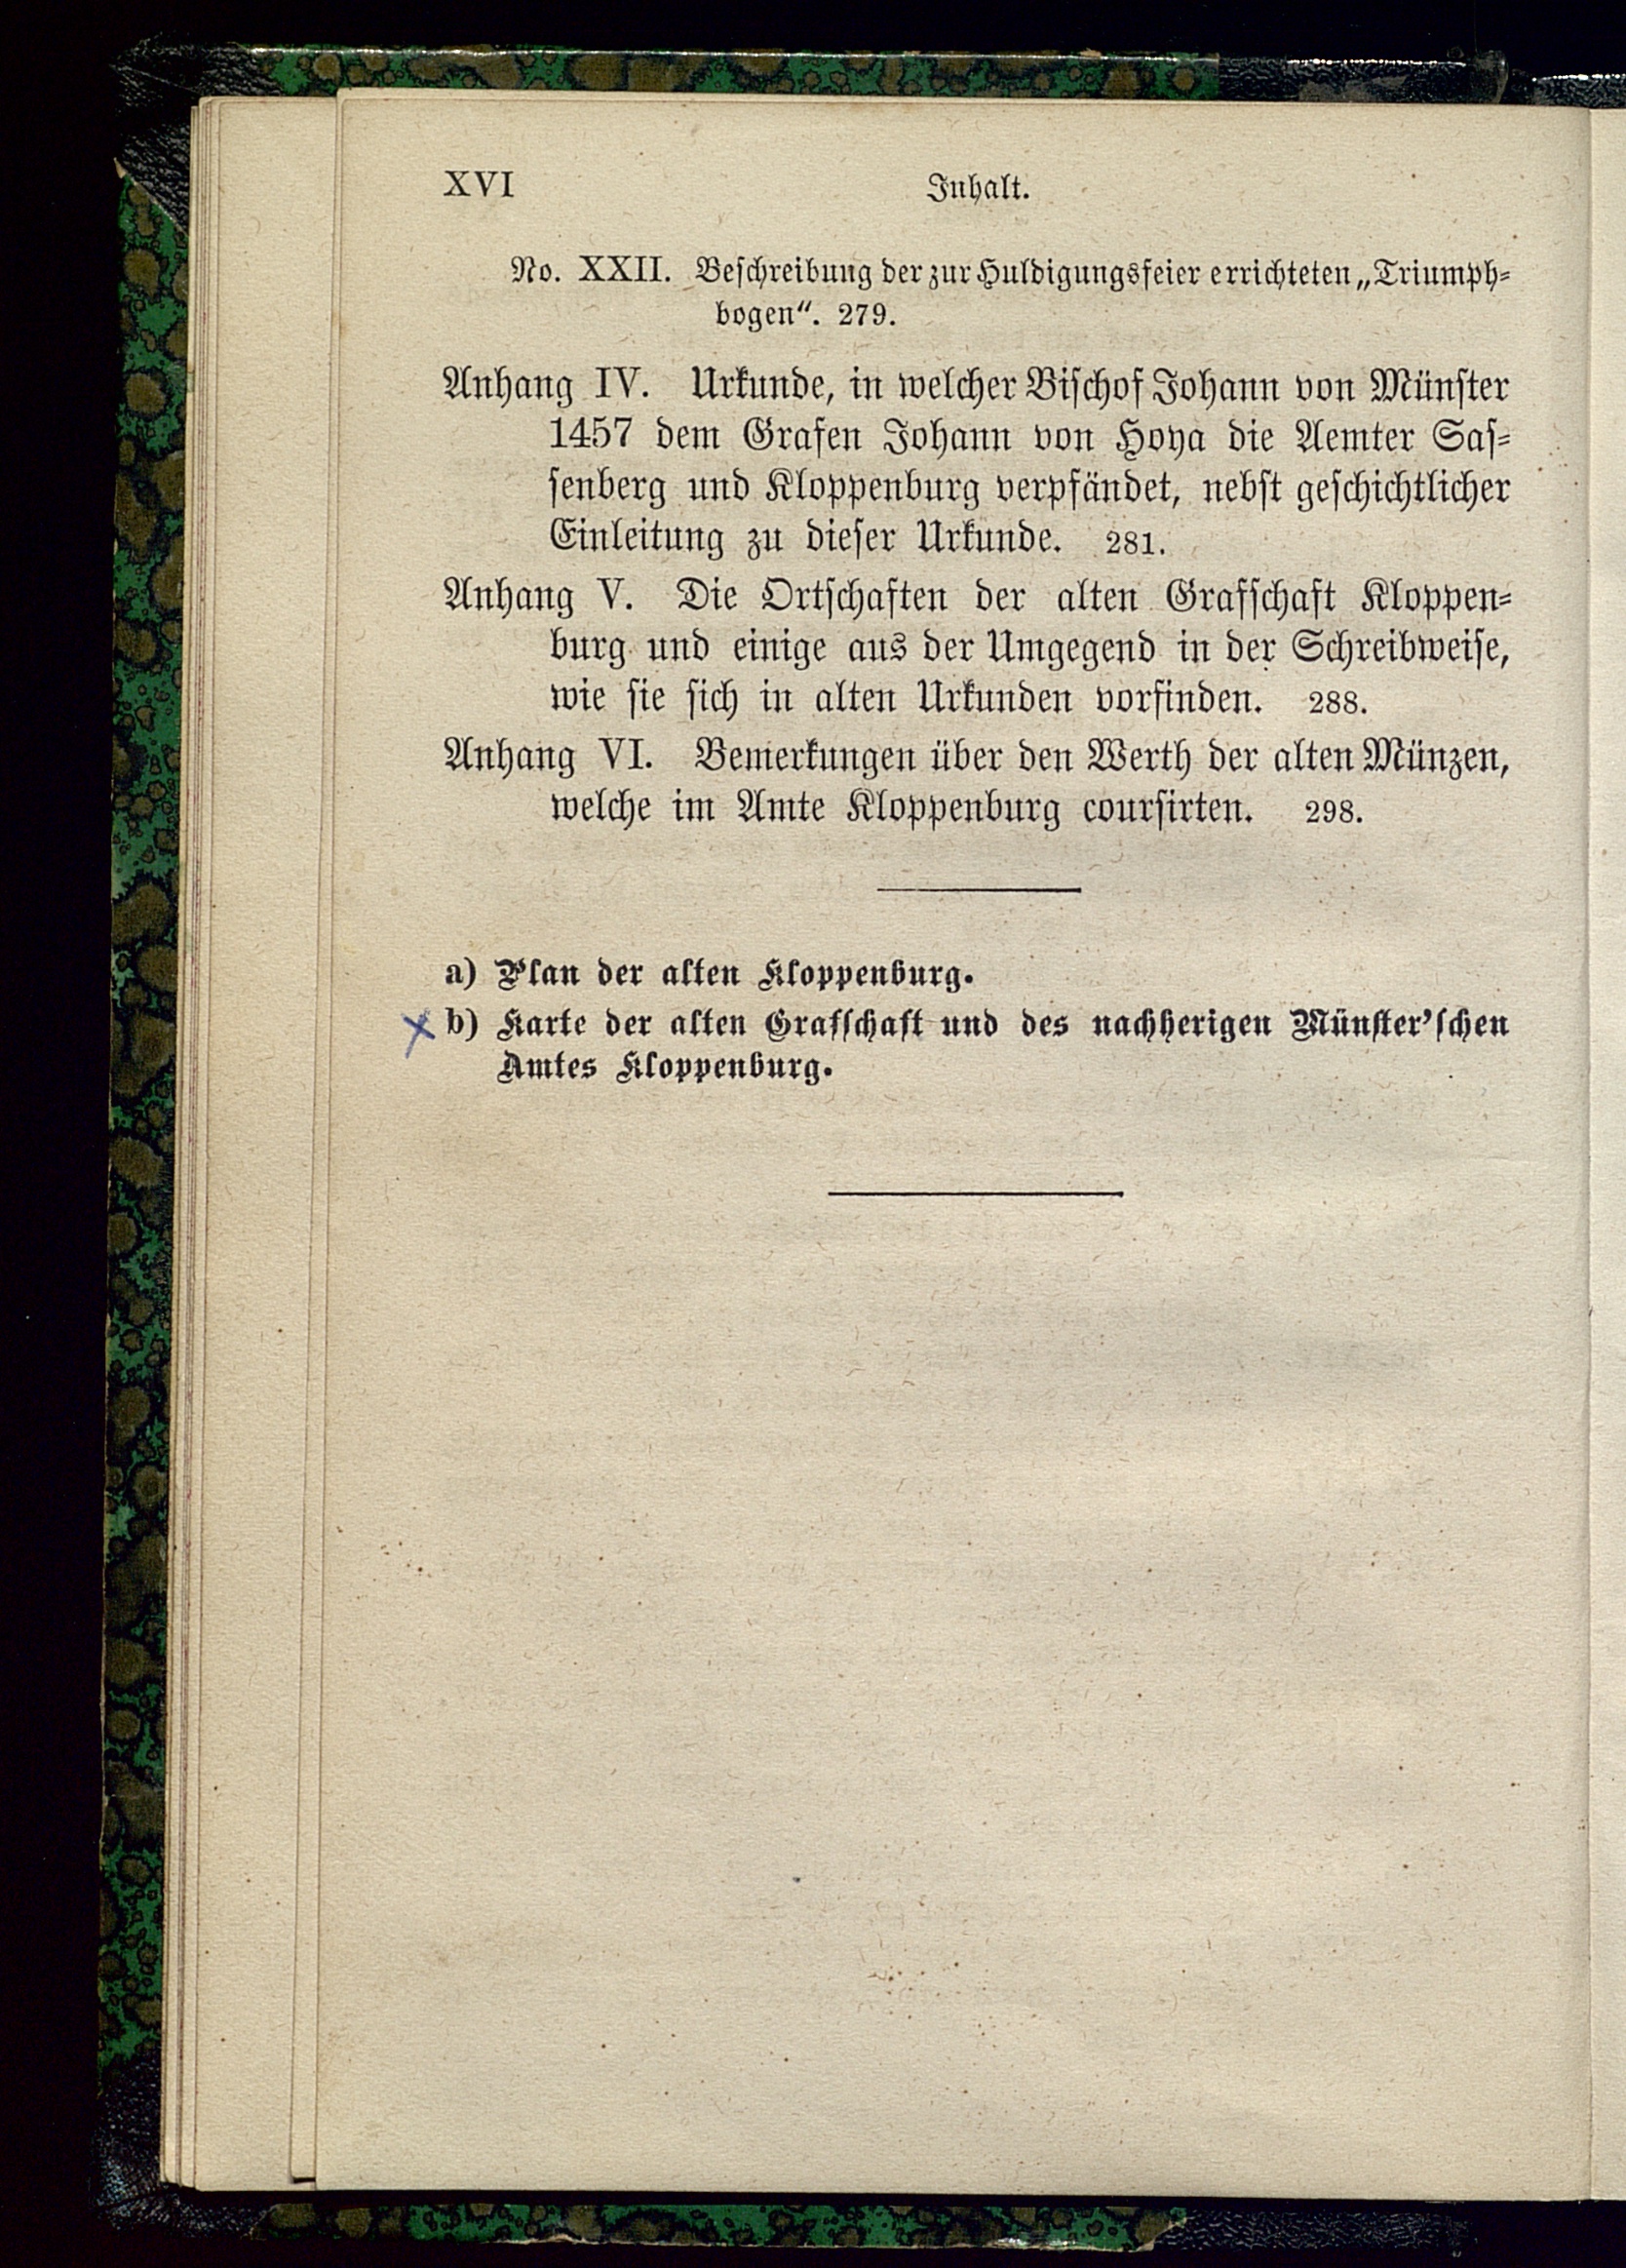 XVI Inhalt.
No. XXII. Beschreibung der zur Huldigungsfeier errichteten „Triumph-
bogen“. 279.
Anhang IV. Urkunde, in welcher Bischof Johann von Münster
1457 dem Grafen Johann von Hoya die Aemter Sas-
senberg und Kloppenburg verpfändet, nebst geschichtlicher
Einleitung zu dieser Urkunde. 281.
Anhang V. Die Ortschaften der alten Grafschaft Kloppen-
burg und einige aus der Umgegend in der Schreibweise,
wie sie sich in alten Urkunden vorfinden. 288.
Anhang VI. Bemerkungen über den Werth der alten Münzen,
welche im Amte Kloppenburg coursirten. 298.
a) Plan der alten Kloppenburg.
b) Karte der alten Grafschaft und des nachherigen Münster'schen
Amtes Kloppenburg.